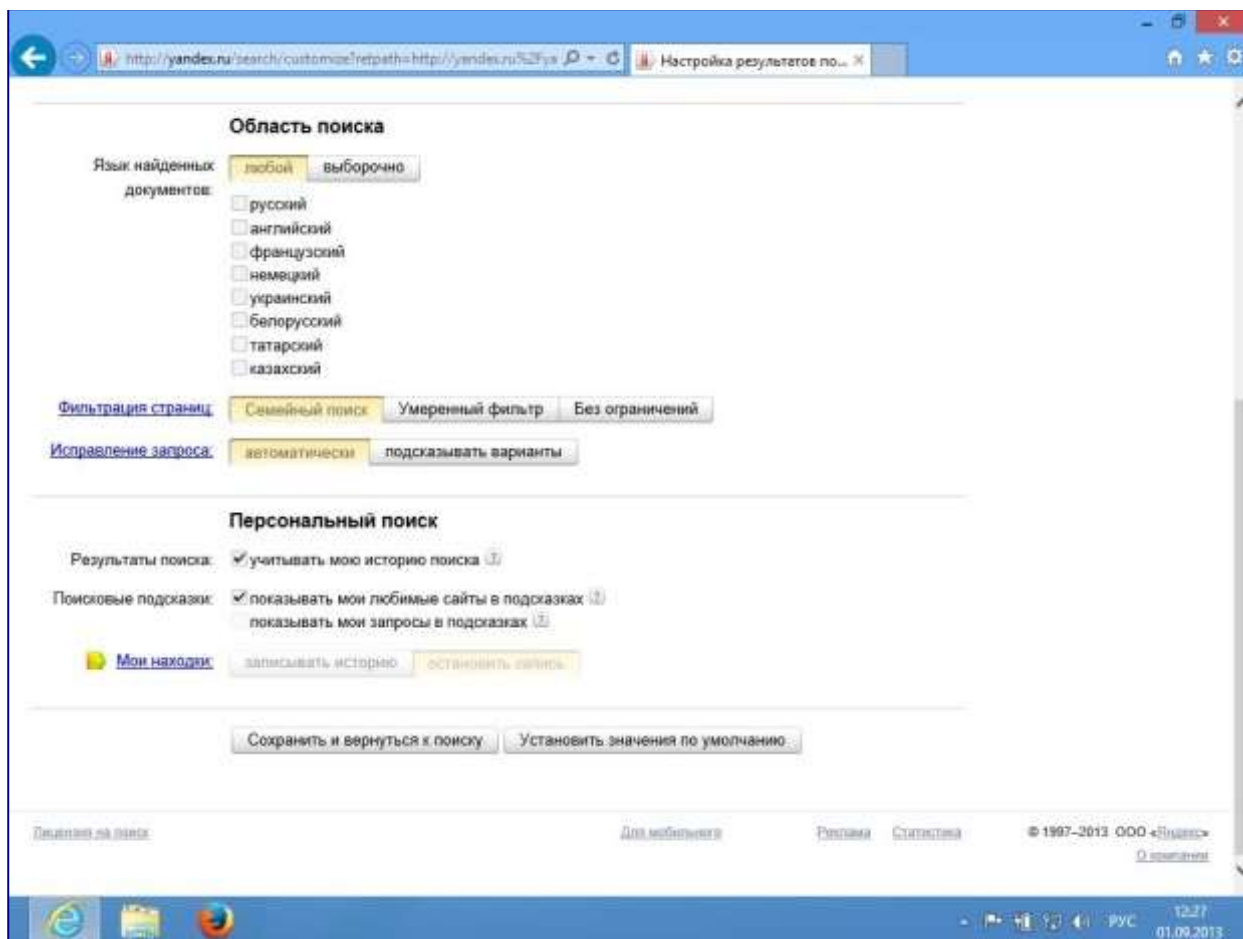 http://yandex.ru/search/customize?retpath=http://yandex.ru%2Fya
Настройка результатов по...
Область поиска
Язык найденных документов:
любой выборочно
русский
английский
французский
немецкий
украинский
белорусский
татарский
казахский
Фильтрация страниц: Семейный поиск Умеренный фильтр Без ограничений
Исправление запроса: автоматически подсказывать варианты
Персональный поиск
Результаты поиска: учитывать мою историю поиска
Поисковые подсказки: показывать мои любимые сайты в подсказках
показывать мои запросы в подсказках
Мои находки: записывать историю остановить запись
Сохранить и вернуться к поиску Установить значения по умолчанию
Лицензия на поиск Для мобильного Реклама Статистика © 1997–2013 ООО «Яндекс»
О компании
РУС 12:27
01.09.2013